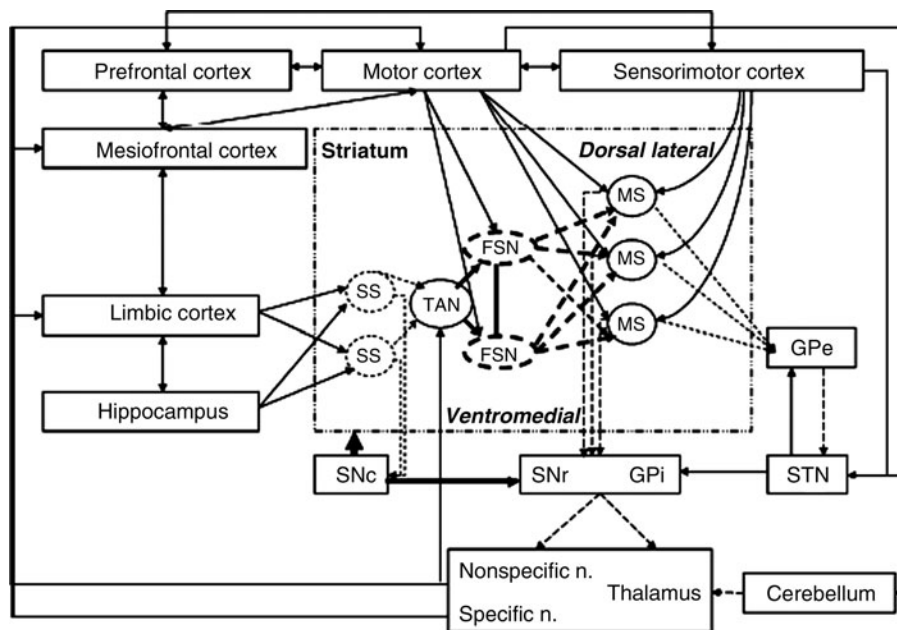 Prefrontal cortex
Motor cortex
Sensorimotor cortex
Mesiofrontal cortex
Striatum
Dorsal lateral
MS
FSN
MS
SS
TAN
Limbic cortex
MS
GPe
SS
FSN
Hippocampus
Ventromedial
SNc
SNr GPi
STN
Nonspecific n.
Thalamus
Cerebellum
Specific n.